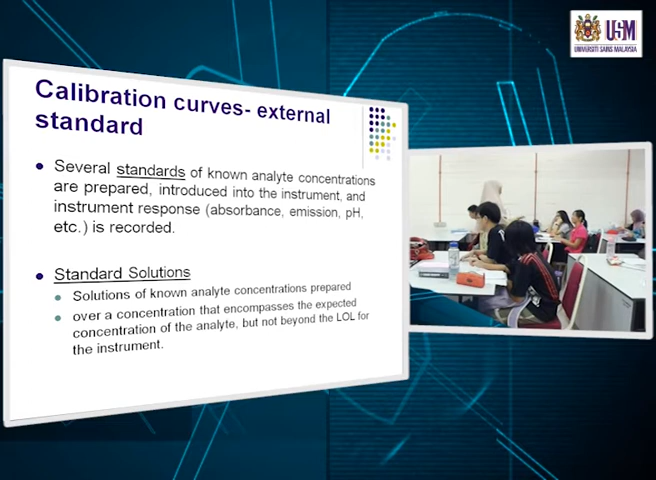 USM
UNIVERSITI SAINS MALAYSIA
Calibration curves- external
standard
Several standards of known analyte concentrations
are prepared, introduced into the instrument, and
instrument response (absorbance, emission, pH,
etc.) is recorded.
Standard Solutions
Solutions of known analyte concentrations prepared
over a concentration that encompasses the expected
concentration of the analyte, but not beyond the LOL for
the instrument.